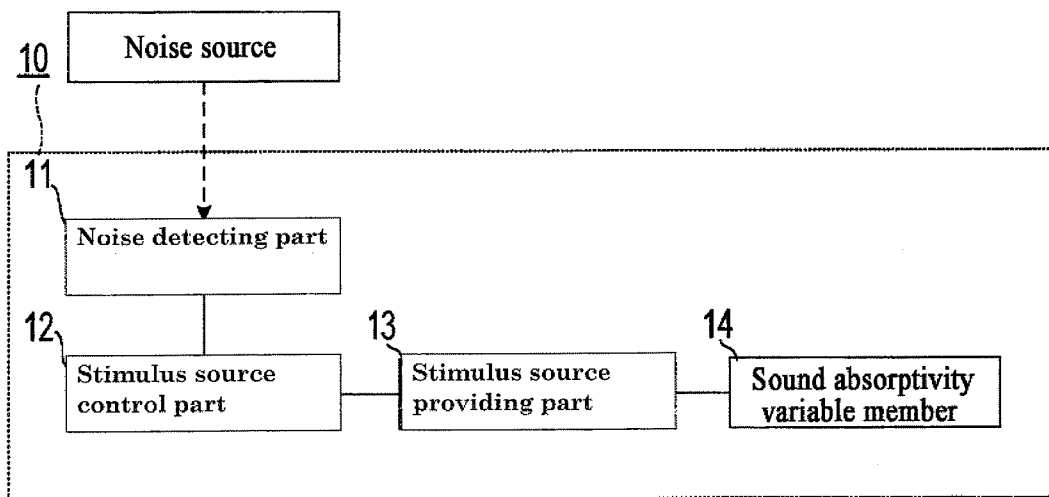 Noise source
10
11
Noise detecting part
12
Stimulus source
control part
13
Stimulus source
providing part
14
Sound absorptivity
variable member